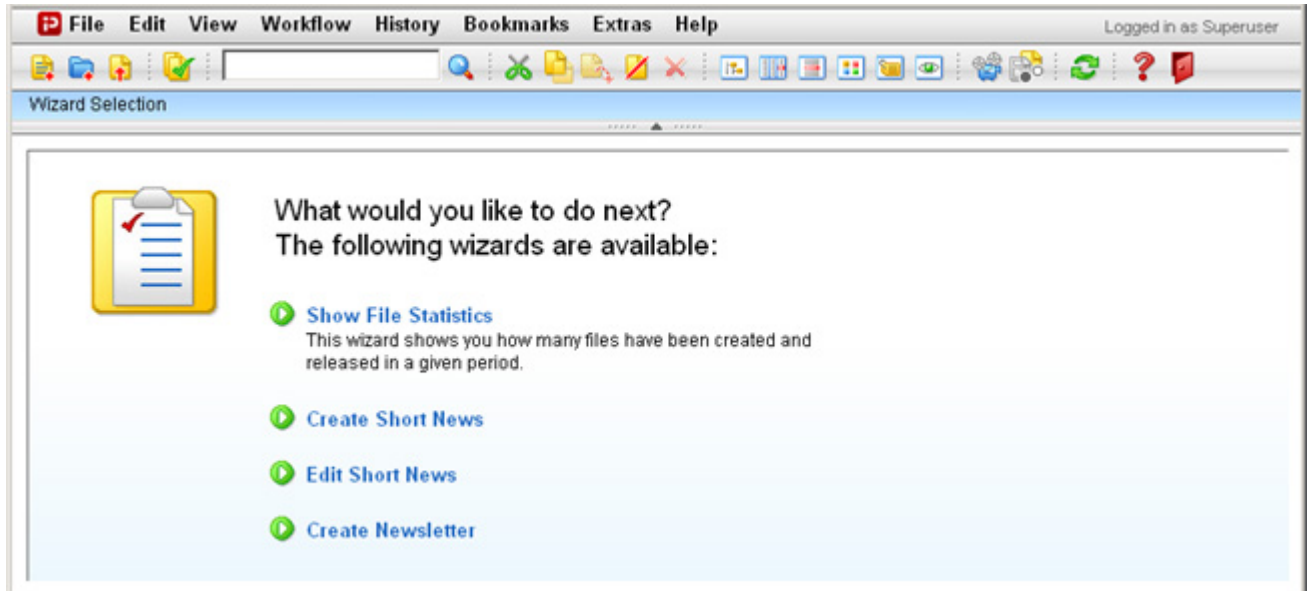 File Edit View Workflow History Bookmarks Extras Help Logged in as Superuser
Wizard Selection
What would you like to do next?
The following wizards are available:
Show File Statistics
This wizard shows you how many files have been created and
released in a given period.
Create Short News
Edit Short News
Create Newsletter